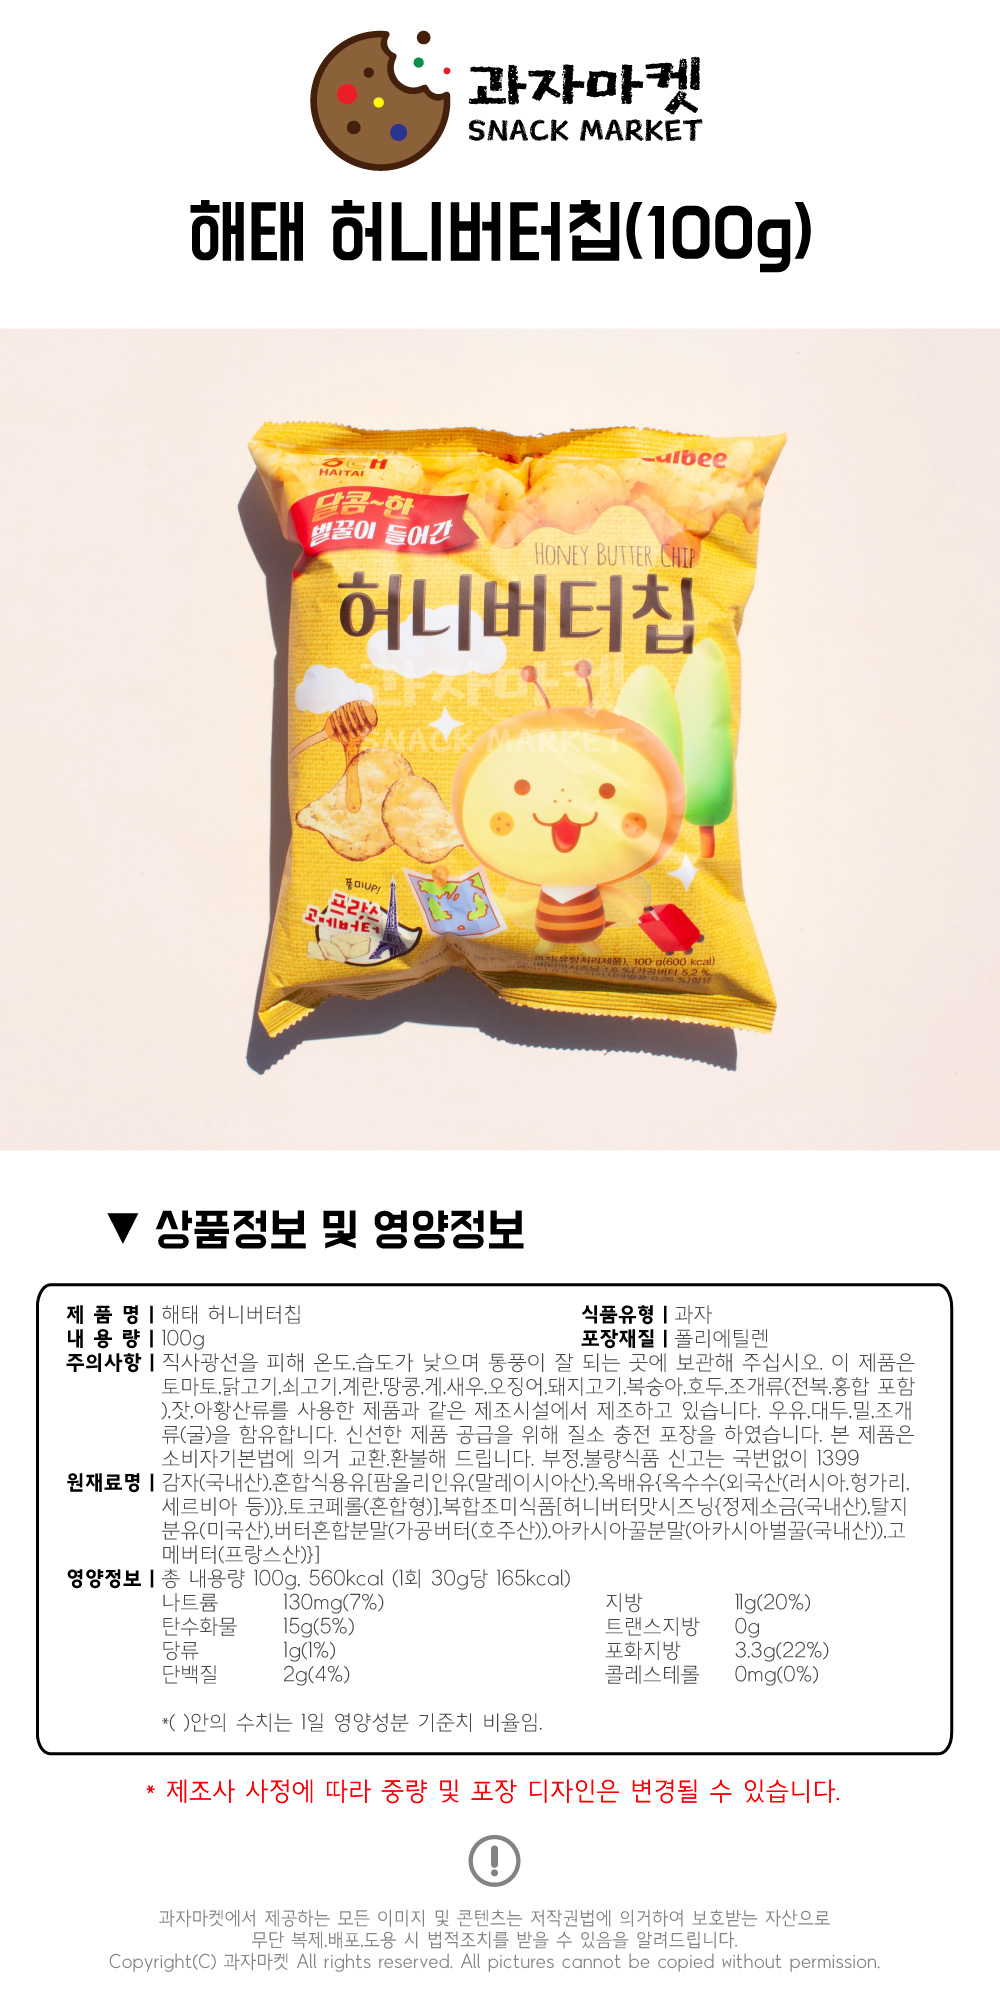 과자마켓
SNACK MARKET
해태 허니버터칩(100g)
해태
HAITAI
Calbee
달콤~한
벌꿀이 들어간
HONEY BUTTER CHIP
허니버터칩
과자마켓
SNACK MARKET
풍미UP!
프랑스
고메버터
과자(유탕처리제품), 100 g(600 kcal)
▼ 상품정보 및 영양정보
제 품 명 | 해태 허니버터칩 식품유형 | 과자
내 용 량 | 100g 포장재질 | 폴리에틸렌
주의사항 | 직사광선을 피해 온도,습도가 낮으며 통풍이 잘 되는 곳에 보관해 주십시오. 이 제품은
토마토,닭고기,쇠고기,계란,땅콩,게,새우,오징어,돼지고기,복숭아,호두,조개류(전복,홍합 포함
),잣,아황산류를 사용한 제품과 같은 제조시설에서 제조하고 있습니다. 우유,대두,밀,조개
류(굴)을 함유합니다. 신선한 제품 공급을 위해 질소 충전 포장을 하였습니다. 본 제품은
소비자기본법에 의거 교환,환불해 드립니다. 부정,불량식품 신고는 국번없이 1399
원재료명 | 감자(국내산),혼합식용유[팜올리인유(말레이시아산),옥배유{옥수수(외국산(러시아,헝가리,
세르비아 등))},토코페롤(혼합형)],복합조미식품[허니버터맛시즈닝{정제소금(국내산),탈지
분유(미국산),버터혼합분말(가공버터(호주산)),아카시아꿀분말(아카시아벌꿀(국내산)),고
메버터(프랑스산)}]
영양정보 | 총 내용량 100g, 560kcal (1회 30g당 165kcal)
나트륨 130mg(7%) 지방 11g(20%)
탄수화물 15g(5%) 트랜스지방 0g
당류 1g(1%) 포화지방 3.3g(22%)
단백질 2g(4%) 콜레스테롤 0mg(0%)
*( )안의 수치는 1일 영양성분 기준치 비율임.
* 제조사 사정에 따라 중량 및 포장 디자인은 변경될 수 있습니다.
과자마켓에서 제공하는 모든 이미지 및 콘텐츠는 저작권법에 의거하여 보호받는 자산으로
무단 복제,배포,도용 시 법적조치를 받을 수 있음을 알려드립니다.
Copyright(C) 과자마켓 All rights reserved. All pictures cannot be copied without permission.